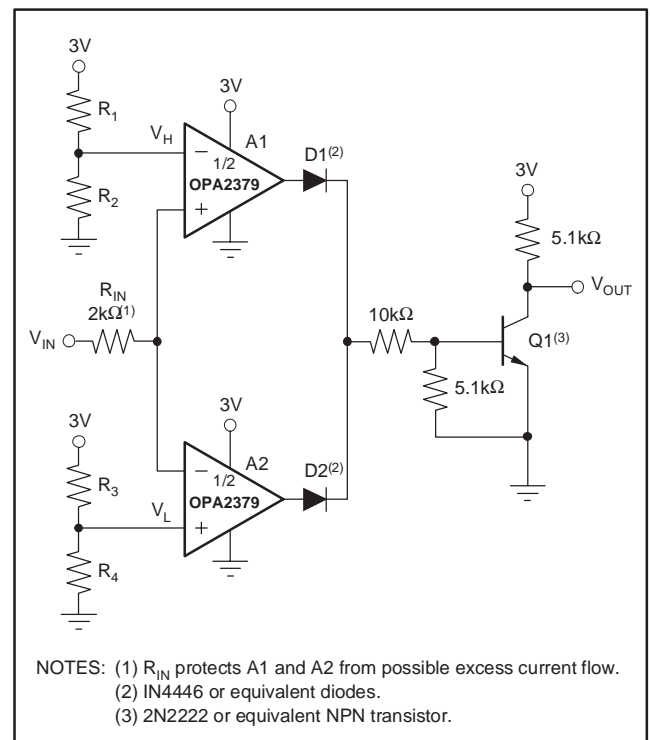 3V
R1
VH
R2
3V
A1
−
1/2
OPA2379
+
D1(2)
3V
5.1kΩ
VOUT
RIN
2kΩ(1)
VIN
10kΩ
Q1(3)
5.1kΩ
3V
R3
VL
R4
3V
A2
−
1/2
OPA2379
+
D2(2)
NOTES: (1) RIN protects A1 and A2 from possible excess current flow.
(2) IN4446 or equivalent diodes.
(3) 2N2222 or equivalent NPN transistor.